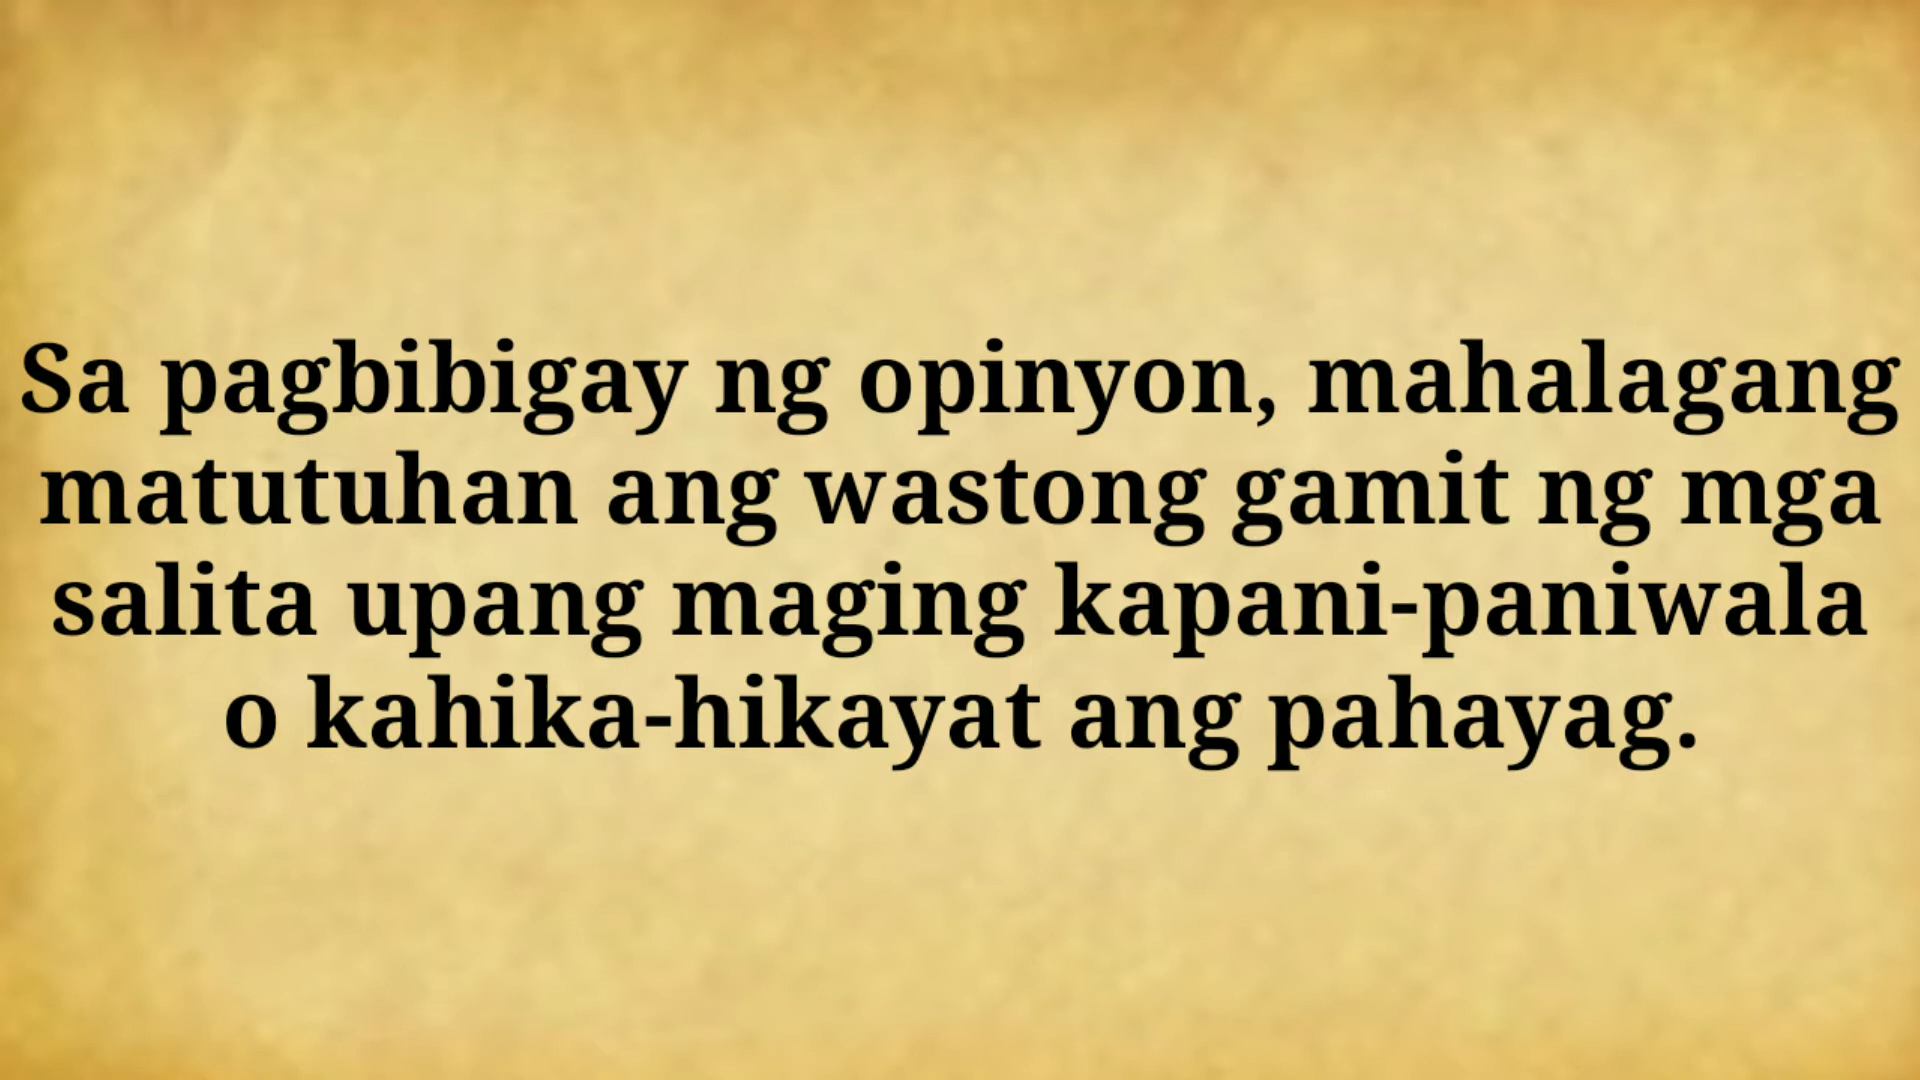 Sa pagbibigay ng opinyon, mahalagang
matutuhan ang wastong gamit ng mga
salita upang maging kapani-paniwala
o kahika-hikayat ang pahayag.